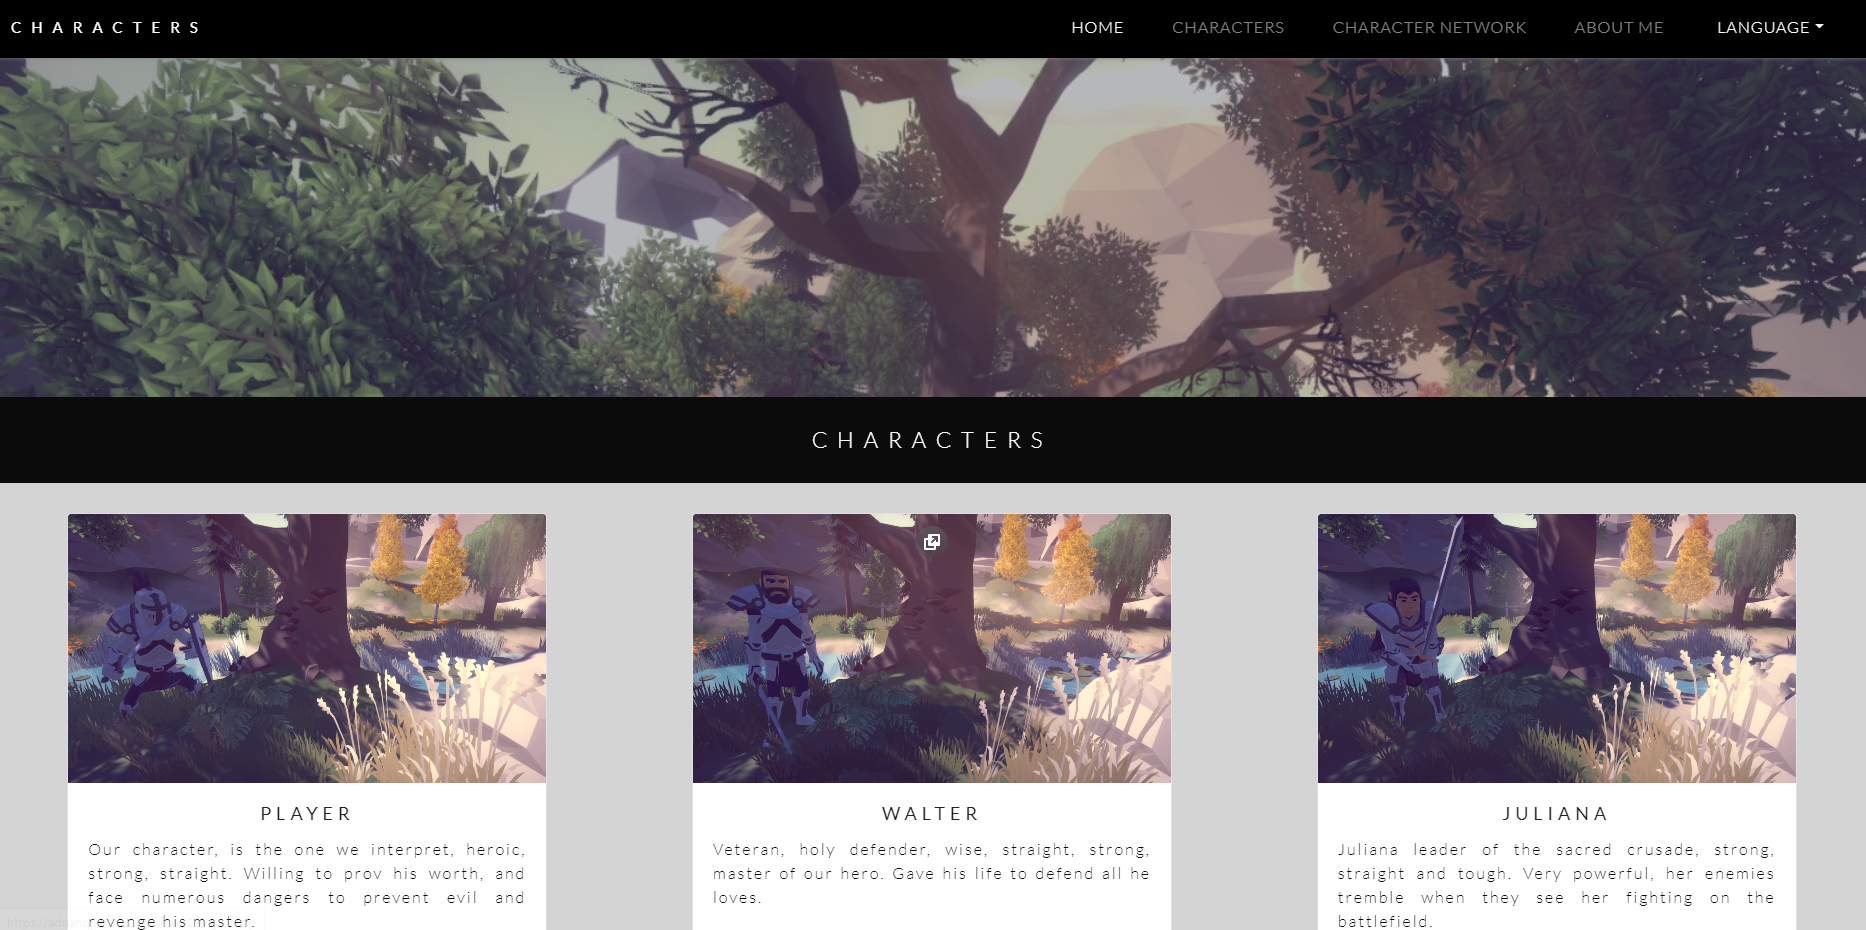 CHARACTERS
HOME CHARACTERS CHARACTER NETWORK ABOUT ME LANGUAGE
CHARACTERS
PLAYER
Our character, is the one we interpret, heroic,
strong, straight. Willing to prov his worth, and
face numerous dangers to prevent evil and
revenge his master.
WALTER
Veteran, holy defender, wise, straight, strong,
master of our hero. Gave his life to defend all he
loves.
JULIANA
Juliana leader of the sacred crusade, strong,
straight and tough. Very powerful, her enemies
tremble when they see her fighting on the
battlefield.